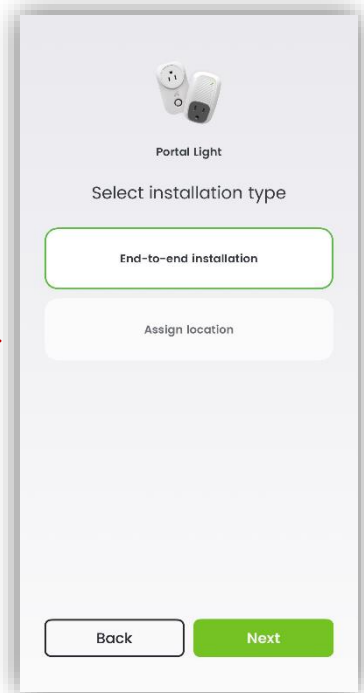 Portal Light
Select installation type
End-to-end installation
Assign location
Back
Next